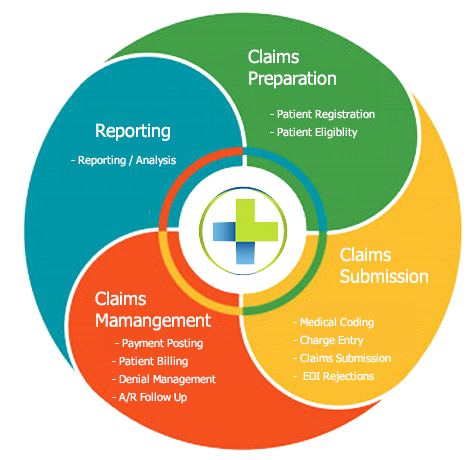 Claims
Preparation
- Patient Registration
- Patient Eligiblity
Claims
Submission
- Medical Coding
- Charge Entry
- Claims Submission
- EDI Rejections
Claims
Mamangement
- Payment Posting
- Patient Billing
- Denial Management
- A/R Follow Up
Reporting
- Reporting / Analysis